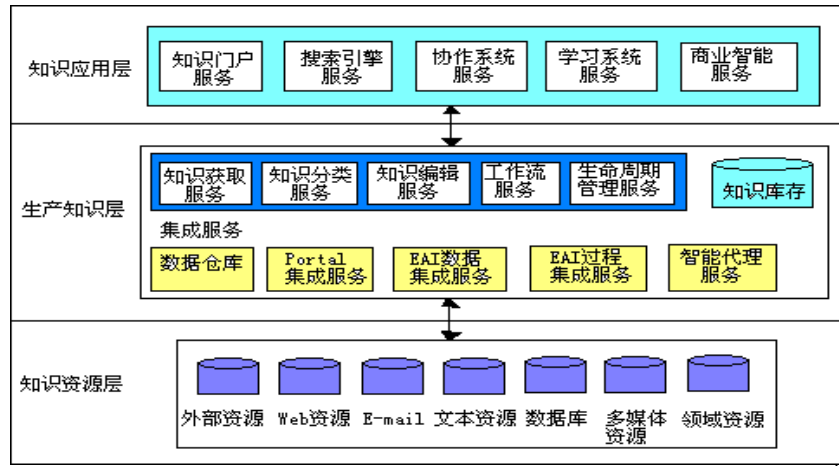 知识应用层
知识门户
服务
搜索引擎
服务
协作系统
服务
学习系统
服务
商业智能
服务
生产知识层
知识获取
服务
知识分类
服务
知识编辑
服务
工作流
服务
生命周期
管理服务
知识库存
集成服务
数据仓库
Portal
集成服务
EAI数据
集成服务
EAI过程
集成服务
智能代理
服务
知识资源层
外部资源
Web资源
E-mail
文本资源
数据库
多媒体
资源
领域资源